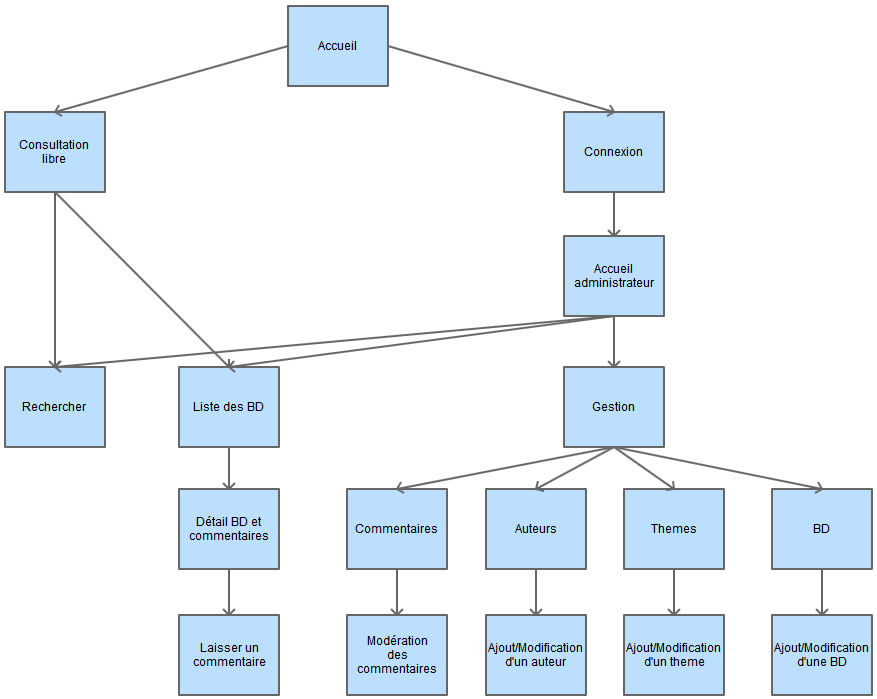 Accueil
Consultation
libre
Connexion
Accueil
administrateur
Rechercher
Liste des BD
Gestion
Détail BD et
commentaires
Commentaires
Auteurs
Themes
BD
Laisser un
commentaire
Modération
des
commentaires
Ajout/Modification
d'un auteur
Ajout/Modification
d'un theme
Ajout/Modification
d'une BD